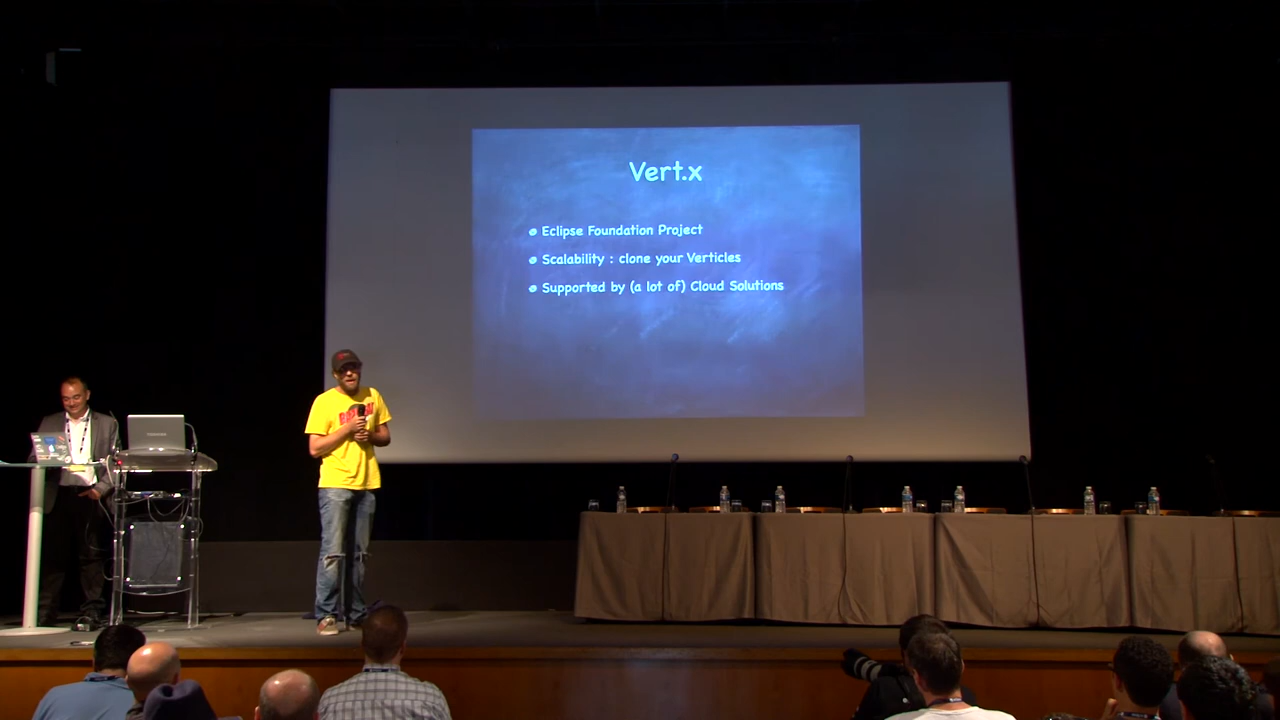 Vert.x
Eclipse Foundation Project
Scalability : clone your Verticles
Supported by (a lot of) Cloud Solutions